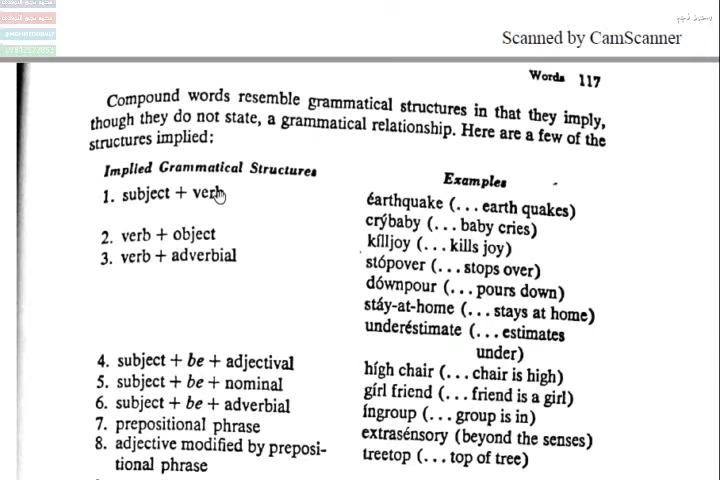 Scanned by CamScanner
Words 117
Compound words resemble grammatical structures in that they imply,
though they do not state, a grammatical relationship. Here are a few of the
structures implied:
Implied Grammatical Structures
Examples
1. subject + verb
éarthquake (... earth quakes)
crýbaby (... baby cries)
2. verb + object
kílljoy (... kills joy)
3. verb + adverbial
stópover (... stops over)
dównpour (... pours down)
stáy-at-home (... stays at home)
underéstimate (... estimates
under)
4. subject + be + adjectival
hígh chair (... chair is high)
5. subject + be + nominal
gírl friend (... friend is a girl)
6. subject + be + adverbial
íngroup (... group is in)
7. prepositional phrase
extrasénsory (beyond the senses)
8. adjective modified by preposi-
tional phrase
treetop (... top of tree)